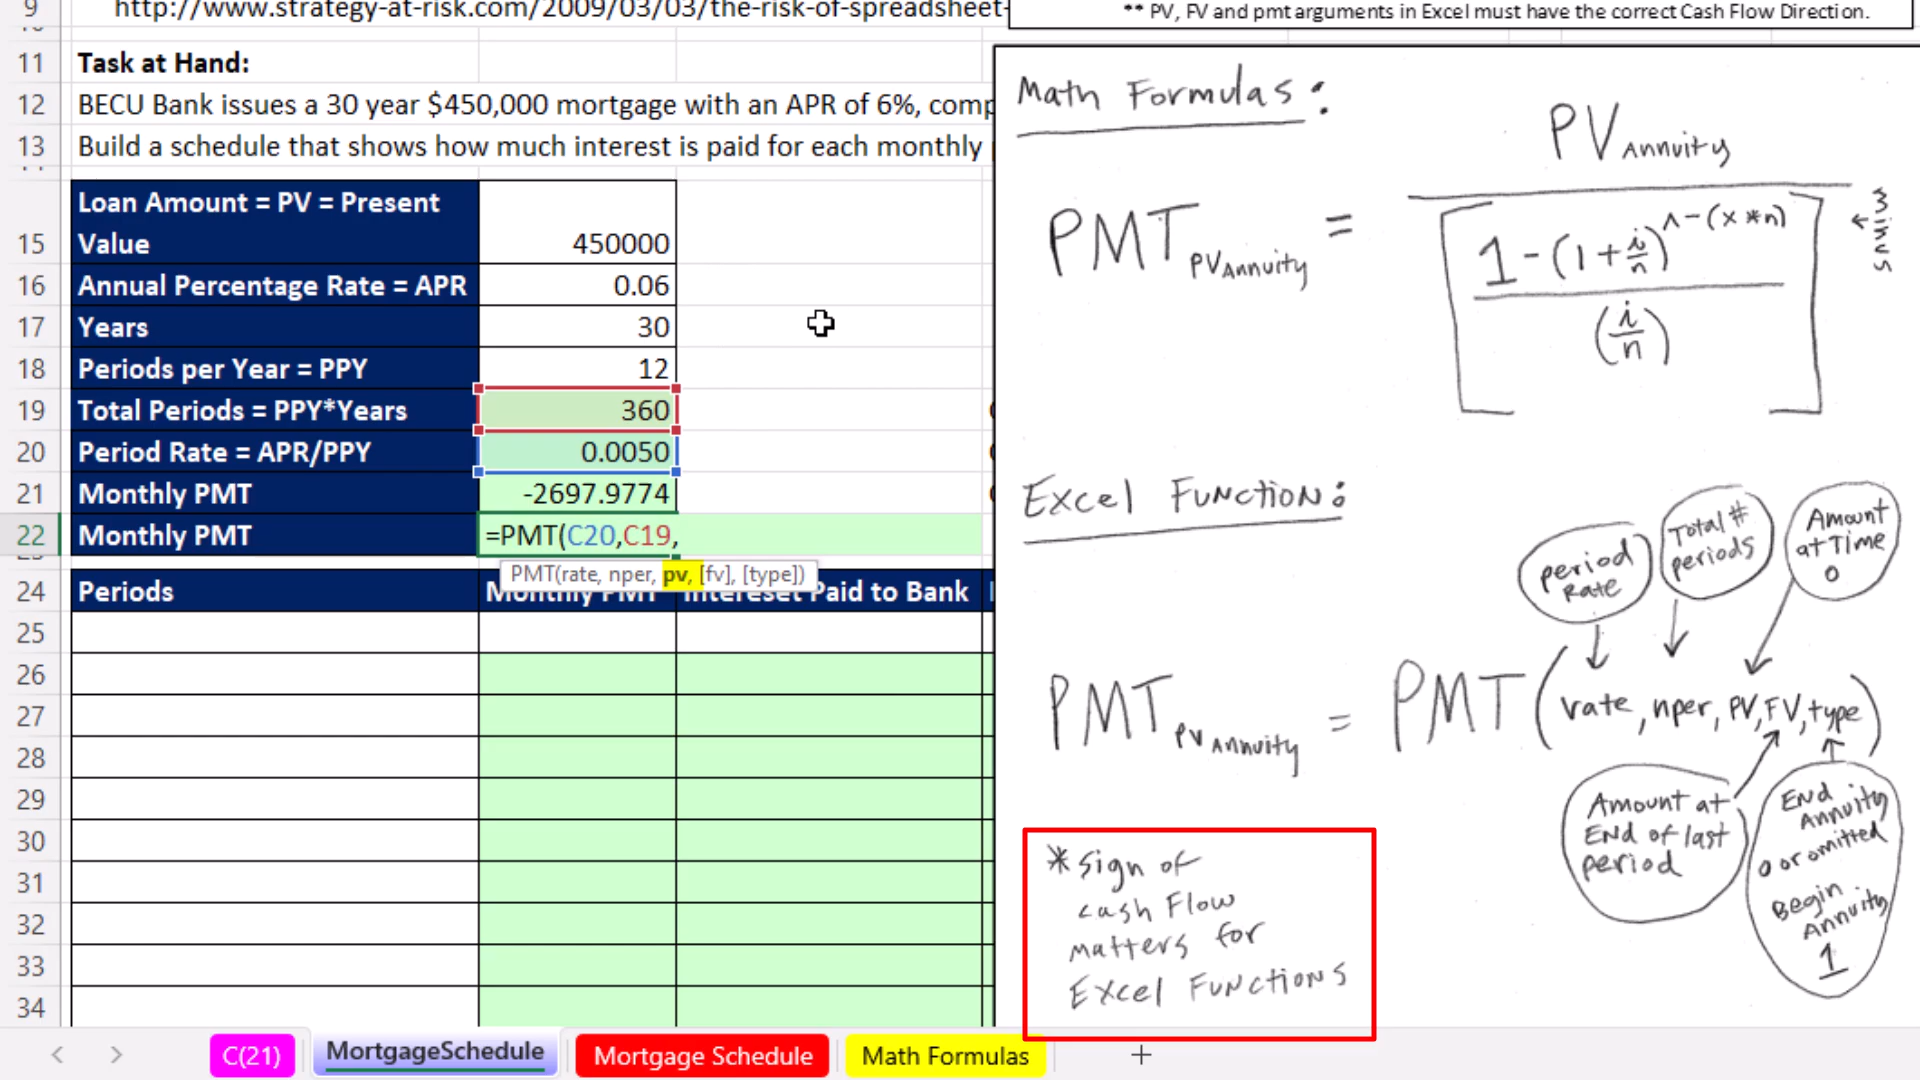 9 http://www.strategy-at-risk.com/2009/03/03/the-risk-of-spreadsheet-
** PV, FV and pmt arguments in Excel must have the correct Cash Flow Direction.
11 Task at Hand:
12 BECU Bank issues a 30 year $450,000 mortgage with an APR of 6%, comp
13 Build a schedule that shows how much interest is paid for each monthly
Loan Amount = PV = Present
15 Value 450000
16 Annual Percentage Rate = APR 0.06
17 Years 30
18 Periods per Year = PPY 12
19 Total Periods = PPY*Years 360
20 Period Rate = APR/PPY 0.0050
21 Monthly PMT -2697.9774
22 Monthly PMT =PMT(C20,C19,
PMT(rate, nper, pv, [fv], [type])
24 Periods Monthly PMT Intereset Paid to Bank
25
26
27
28
29
30
31
32
33
34
Math Formulas:
PMT PV Annuity = PV Annuity
1-(1+i/n)^-(x*n)
(i/n)
← minus
Excel Function:
period Rate
Total # periods
Amount at Time 0
PMT PV Annuity = PMT(rate, nper, PV, FV, type)
Amount at END of last period
END Annuity 0 or omitted
Begin Annuity 1
* Sign of
cash Flow
matters for
Excel Functions
C(21) MortgageSchedule Mortgage Schedule Math Formulas +